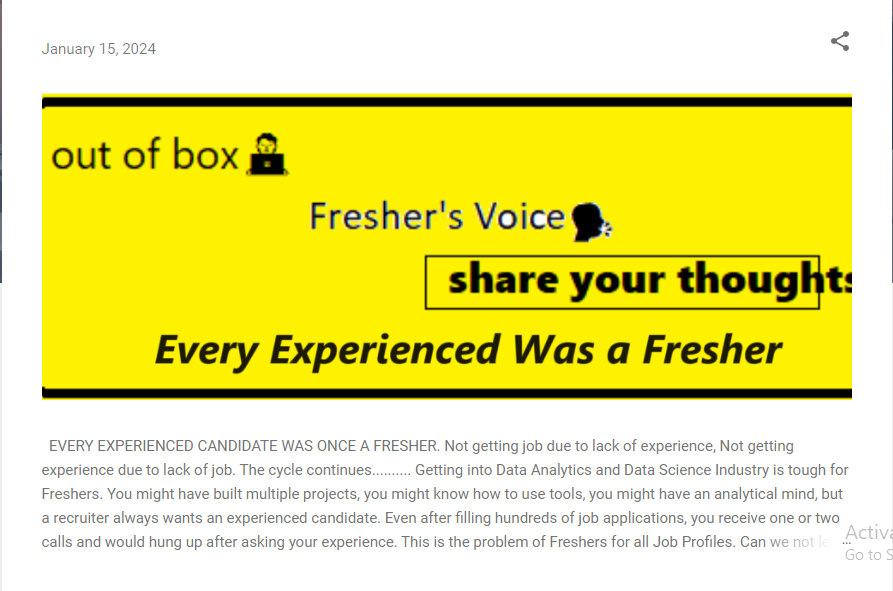 January 15, 2024
out of box
Fresher's Voice
share your thoughts
Every Experienced Was a Fresher
EVERY EXPERIENCED CANDIDATE WAS ONCE A FRESHER. Not getting job due to lack of experience, Not getting
experience due to lack of job. The cycle continues.......... Getting into Data Analytics and Data Science Industry is tough for
Freshers. You might have built multiple projects, you might know how to use tools, you might have an analytical mind, but
a recruiter always wants an experienced candidate. Even after filling hundreds of job applications, you receive one or two
calls and would hung up after asking your experience. This is the problem of Freshers for all Job Profiles. Can we not ...
Go to